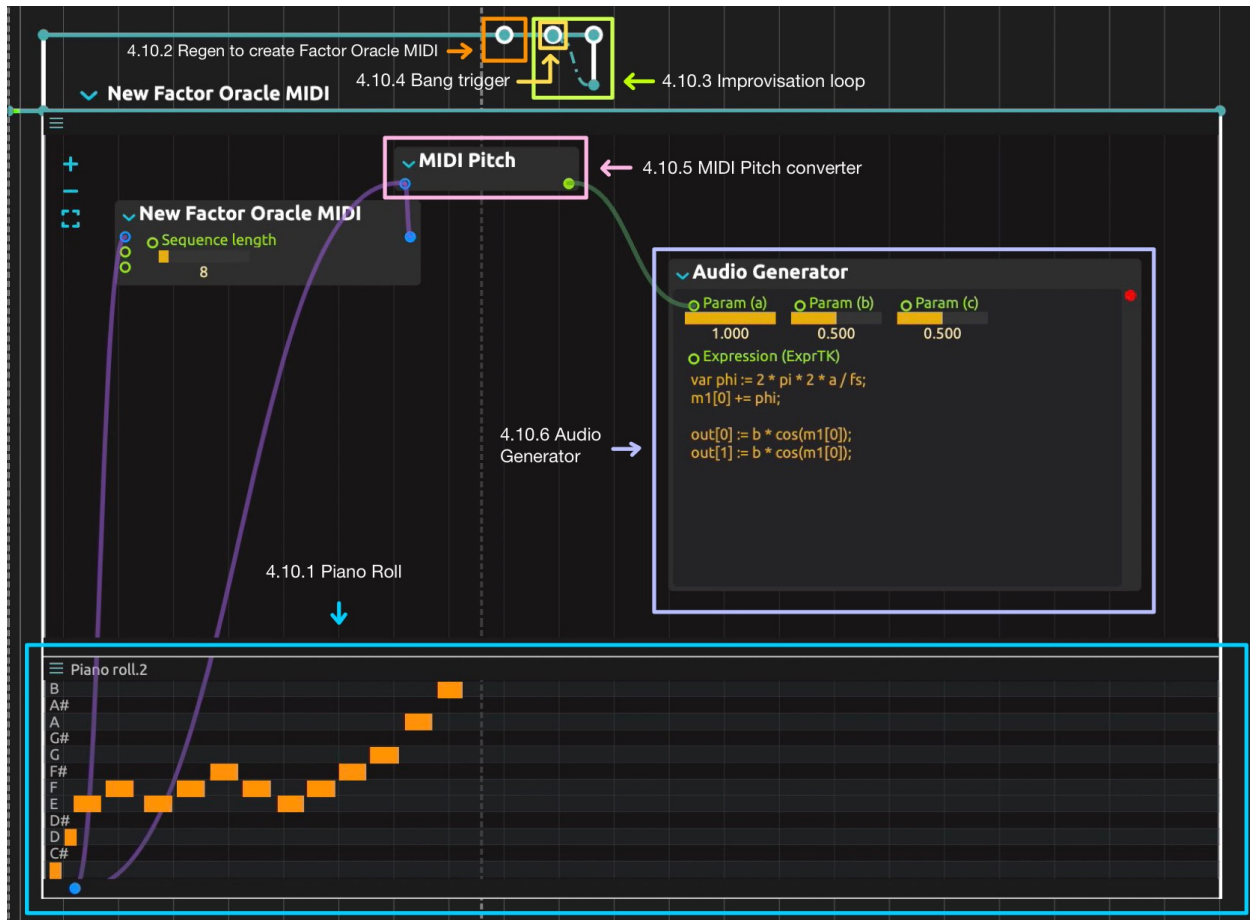 4.10.2 Regen to create Factor Oracle MIDI
4.10.4 Bang trigger
4.10.3 Improvisation loop
New Factor Oracle MIDI
MIDI Pitch
4.10.5 MIDI Pitch converter
New Factor Oracle MIDI
Sequence length
8
Audio Generator
Param (a) Param (b) Param (c)
1.000 0.500 0.500
Expression (ExprTK)
var phi := 2 * pi * 2 * a / fs;
m1[0] += phi;
out[0] := b * cos(m1[0]);
out[1] := b * cos(m1[0]);
4.10.6 Audio
Generator
4.10.1 Piano Roll
Piano roll.2
B
A#
A
G#
G
F#
F
E
D#
D
C#